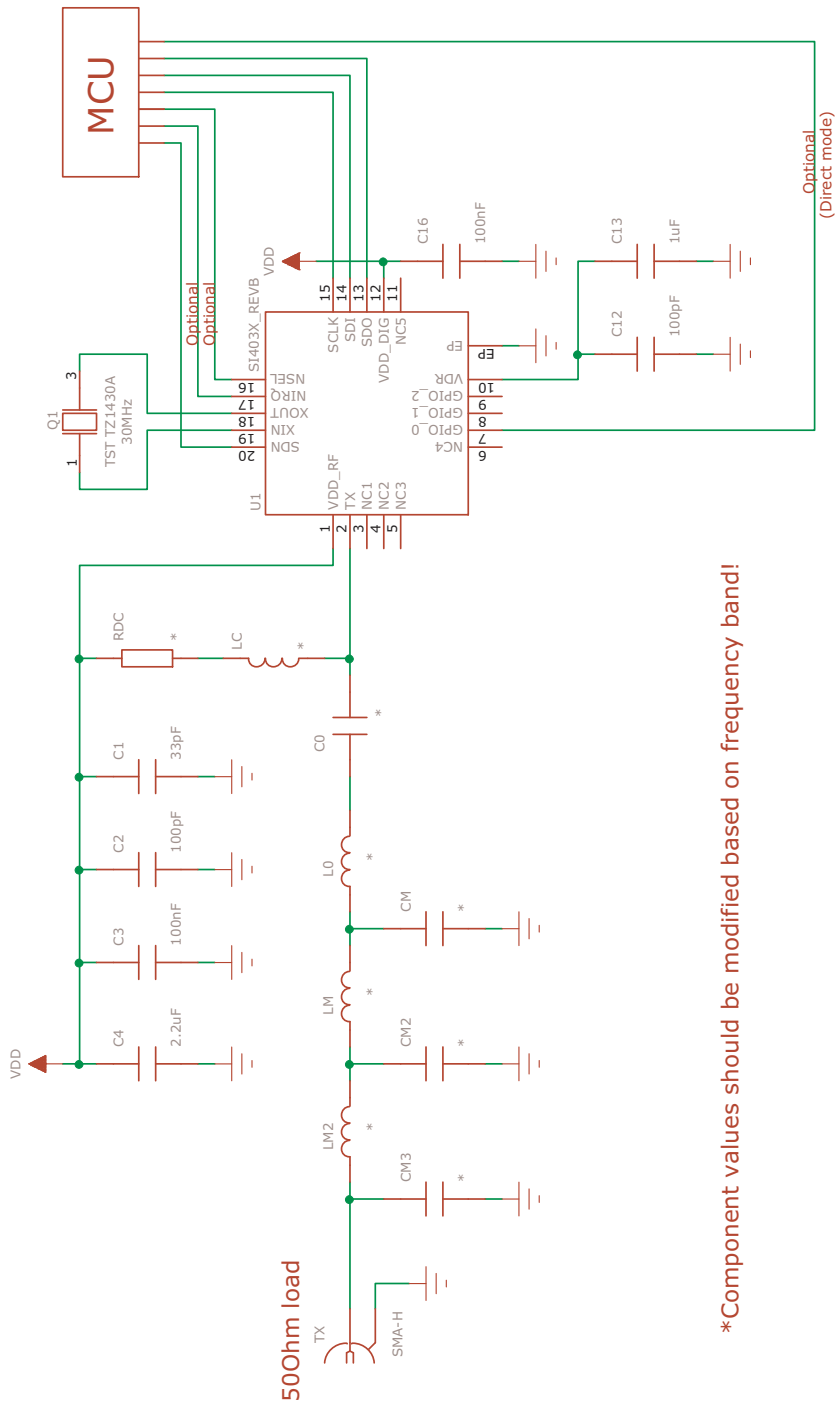 MCU
Optional
(Direct mode)
VDD
C16
100nF
C13
1uF
C12
100pF
Optional
Optional
SI403X_REVB
15
14
13
12
11
SCLK
SDI
SDO
VDD_DIG
NC5
EP
EP
NSEL
16
NIRQ
17
XOUT
18
XIN
19
SDN
20
VDR
10
GPIO_2
9
GPIO_1
8
GPIO_0
7
NC4
6
Q1
3
1
TST TZ1430A
30MHz
U1
1
2
3
4
5
VDD_RF
TX
NC1
NC2
NC3
RDC
*
LC
*
C0
*
C1
33pF
C2
100pF
C3
100nF
C4
2.2uF
VDD
L0
*
CM
*
LM
*
CM2
*
LM2
*
CM3
*
50Ohm load
TX
SMA-H
*Component values should be modified based on frequency band!